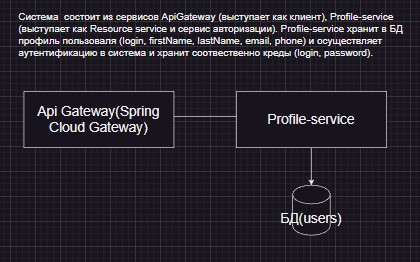 Система состоит из сервисов ApiGateway (выступает как клиент), Profile-service
(выступает как Resource service и сервис авторизации). Profile-service хранит в БД
профиль пользоваля (login, firstName, lastName, email, phone) и осуществляет
аутентификацию в система и хранит соотвественно креды (login, password).
Api Gateway(Spring
Cloud Gateway)
Profile-service
БД(users)